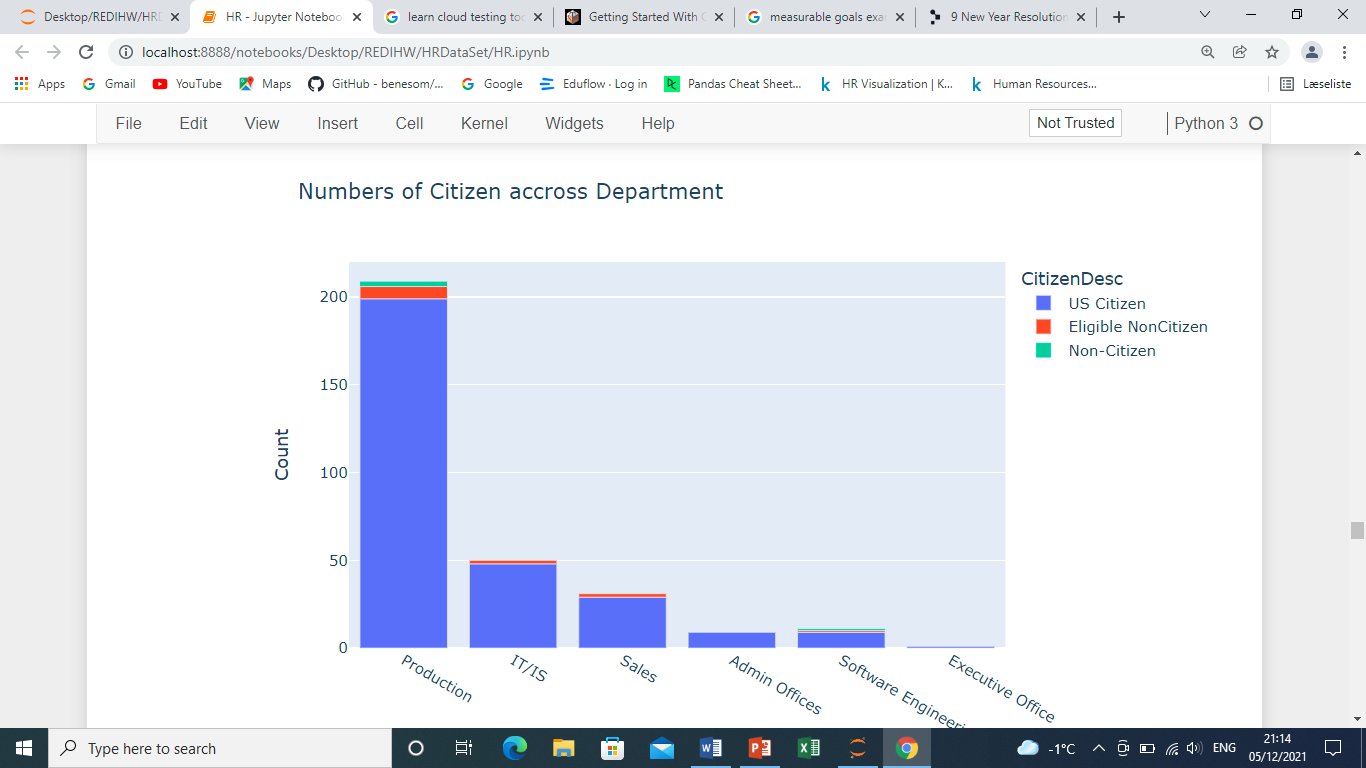 Desktop/REDIHW/HRD
HR - Jupyter Noteboo
learn cloud testing too
Getting Started With C
measurable goals exa
9 New Year Resolution
localhost:8888/notebooks/Desktop/REDIHW/HRDataSet/HR.ipynb
Apps
Gmail
YouTube
Maps
GitHub - benesom/...
Google
Eduflow · Log in
Pandas Cheat Sheet...
HR Visualization | K...
Human Resources...
Læseliste
File
Edit
View
Insert
Cell
Kernel
Widgets
Help
Not Trusted
Python 3
Numbers of Citizen accross Department
CitizenDesc
US Citizen
Eligible NonCitizen
Non-Citizen
Count
200
150
100
50
0
Production
IT/IS
Sales
Admin Offices
Software Engineerin
Executive Office
Type here to search
-1°C
ENG
21:14
05/12/2021